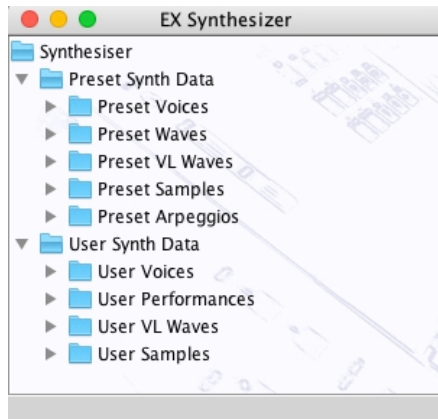 EX Synthesizer
Synthesiser
Preset Synth Data
Preset Voices
Preset Waves
Preset VL Waves
Preset Samples
Preset Arpeggios
User Synth Data
User Voices
User Performances
User VL Waves
User Samples